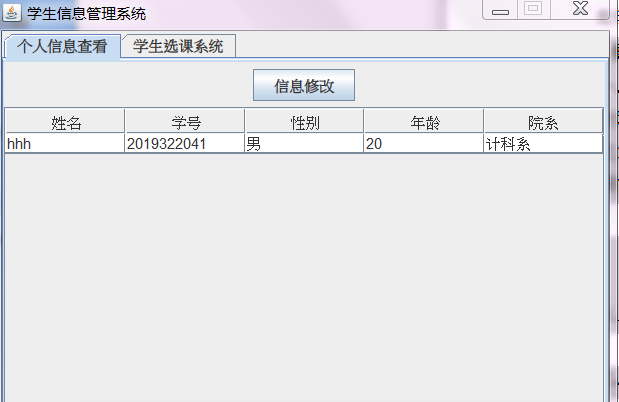 学生信息管理系统
个人信息查看 学生选课系统
信息修改
姓名 学号 性别 年龄 院系
hhh 2019322041 男 20 计科系